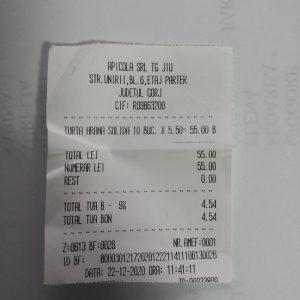 APICOLA SRL TG JIU
STR.UNIRII,BL.6,ETAJ PARTER
JUDETUL GORJ
CIF: RO9863200
TURTA HRANA SOLIDA 10 BUC. X 5.50= 55.00 B
TOTAL LEI 55.00
NUMERAR LEI 55.00
REST 0.00
TOTAL TVA B - 9% 4.54
TOTAL TVA BON 4.54
Z:0613 BF:0026 NR.AMEF:0001
ID BF: 80003012172020122211411106130026
DATA: 22-12-2020 ORA: 11:41:11